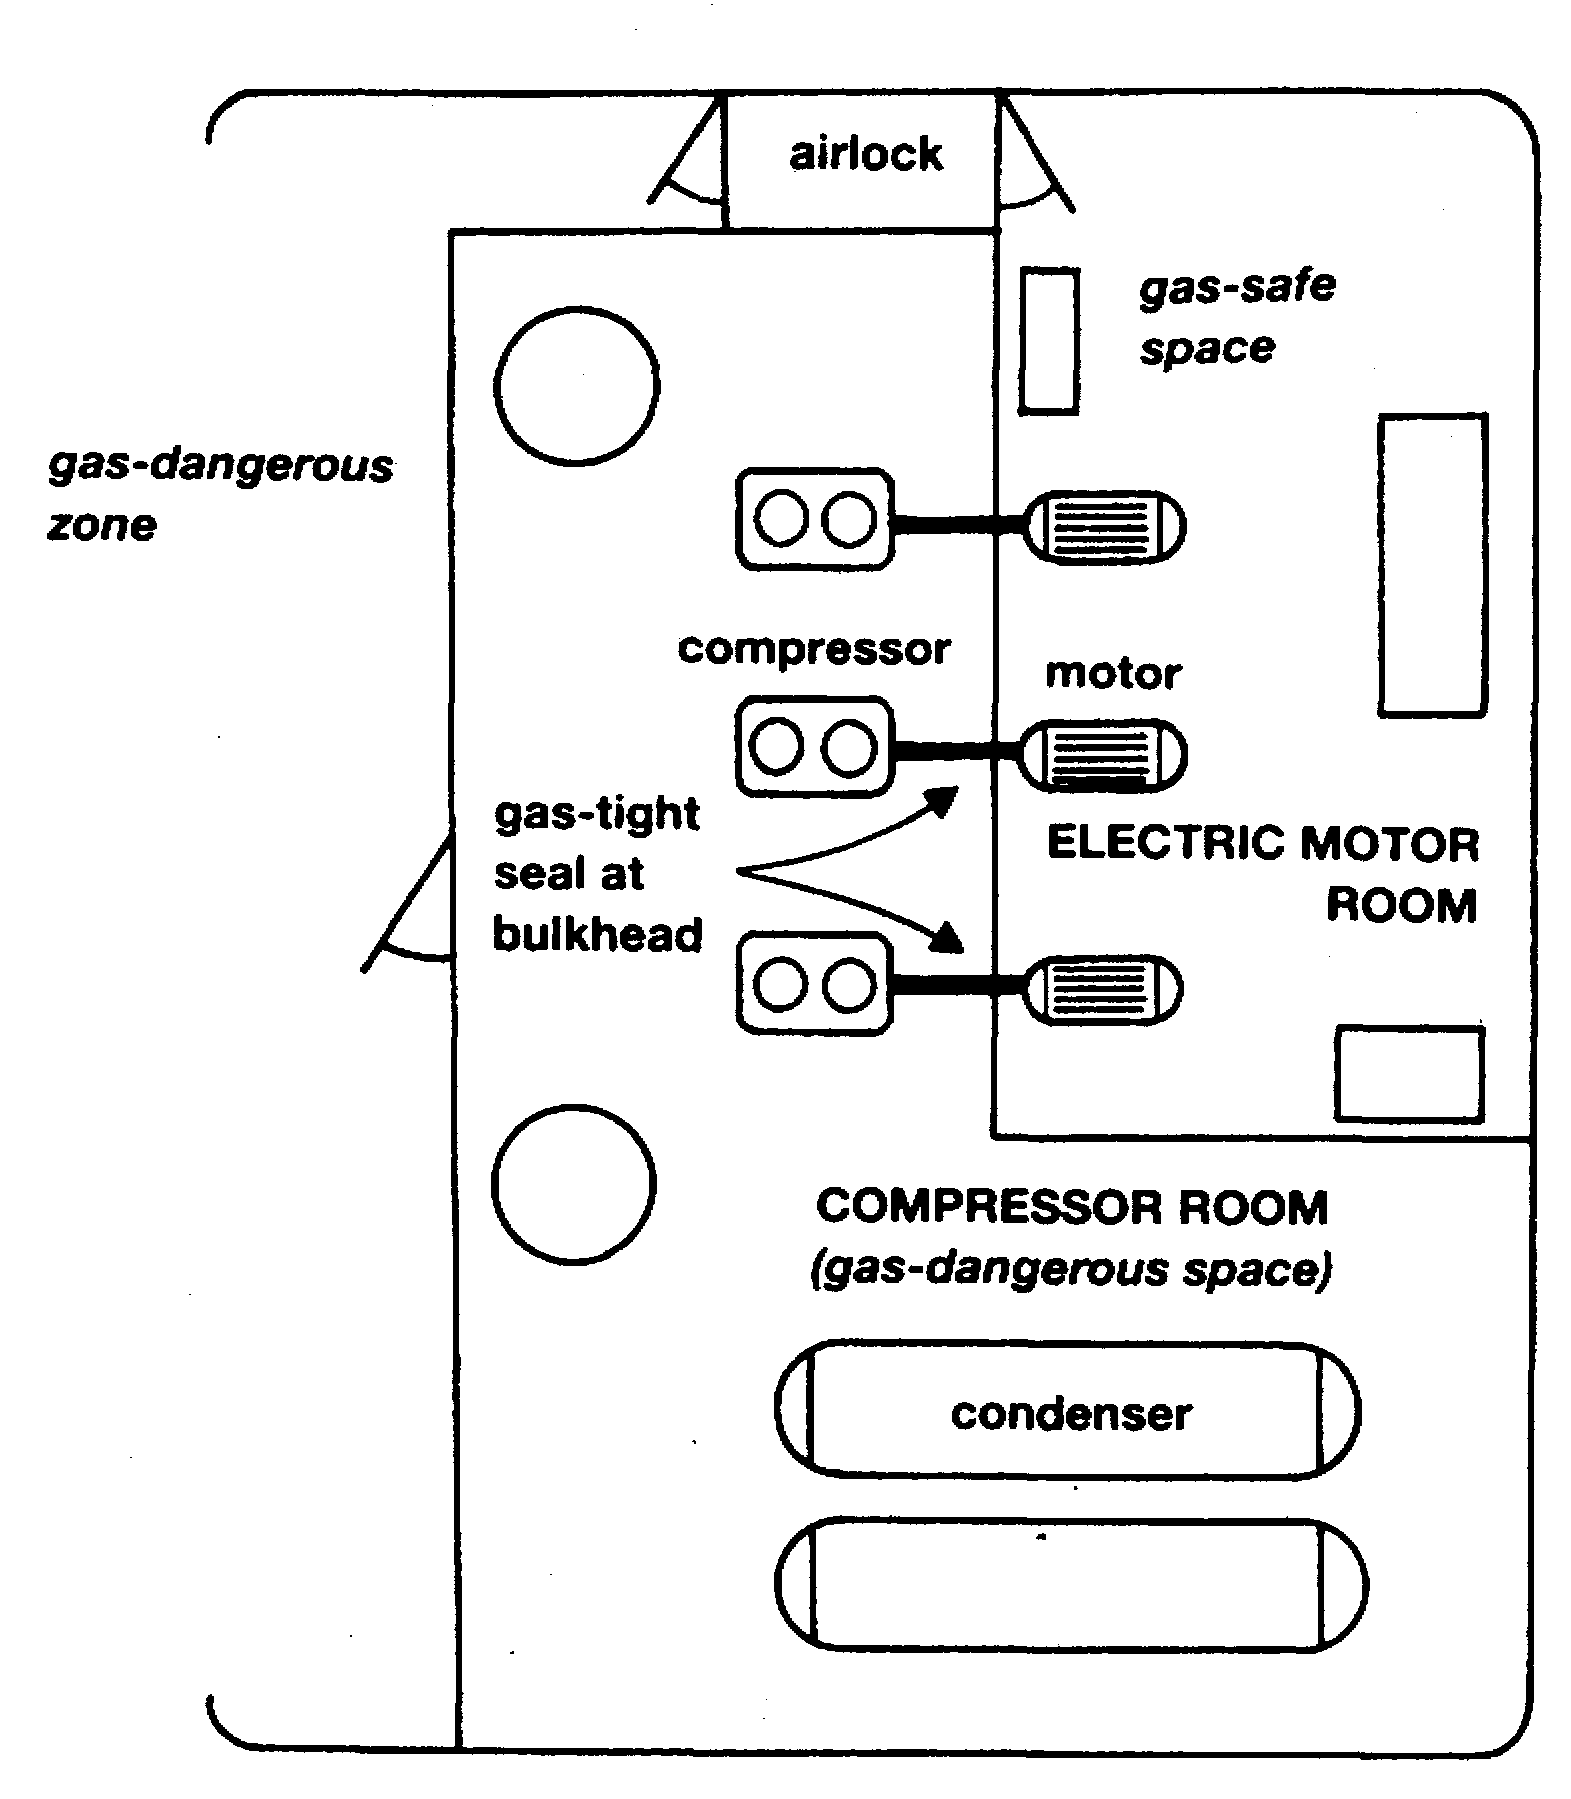 airlock
gas-safe
space
gas-dangerous
zone
compressor
motor
gas-tight
seal at
bulkhead
ELECTRIC MOTOR
ROOM
COMPRESSOR ROOM
(gas-dangerous space)
condenser